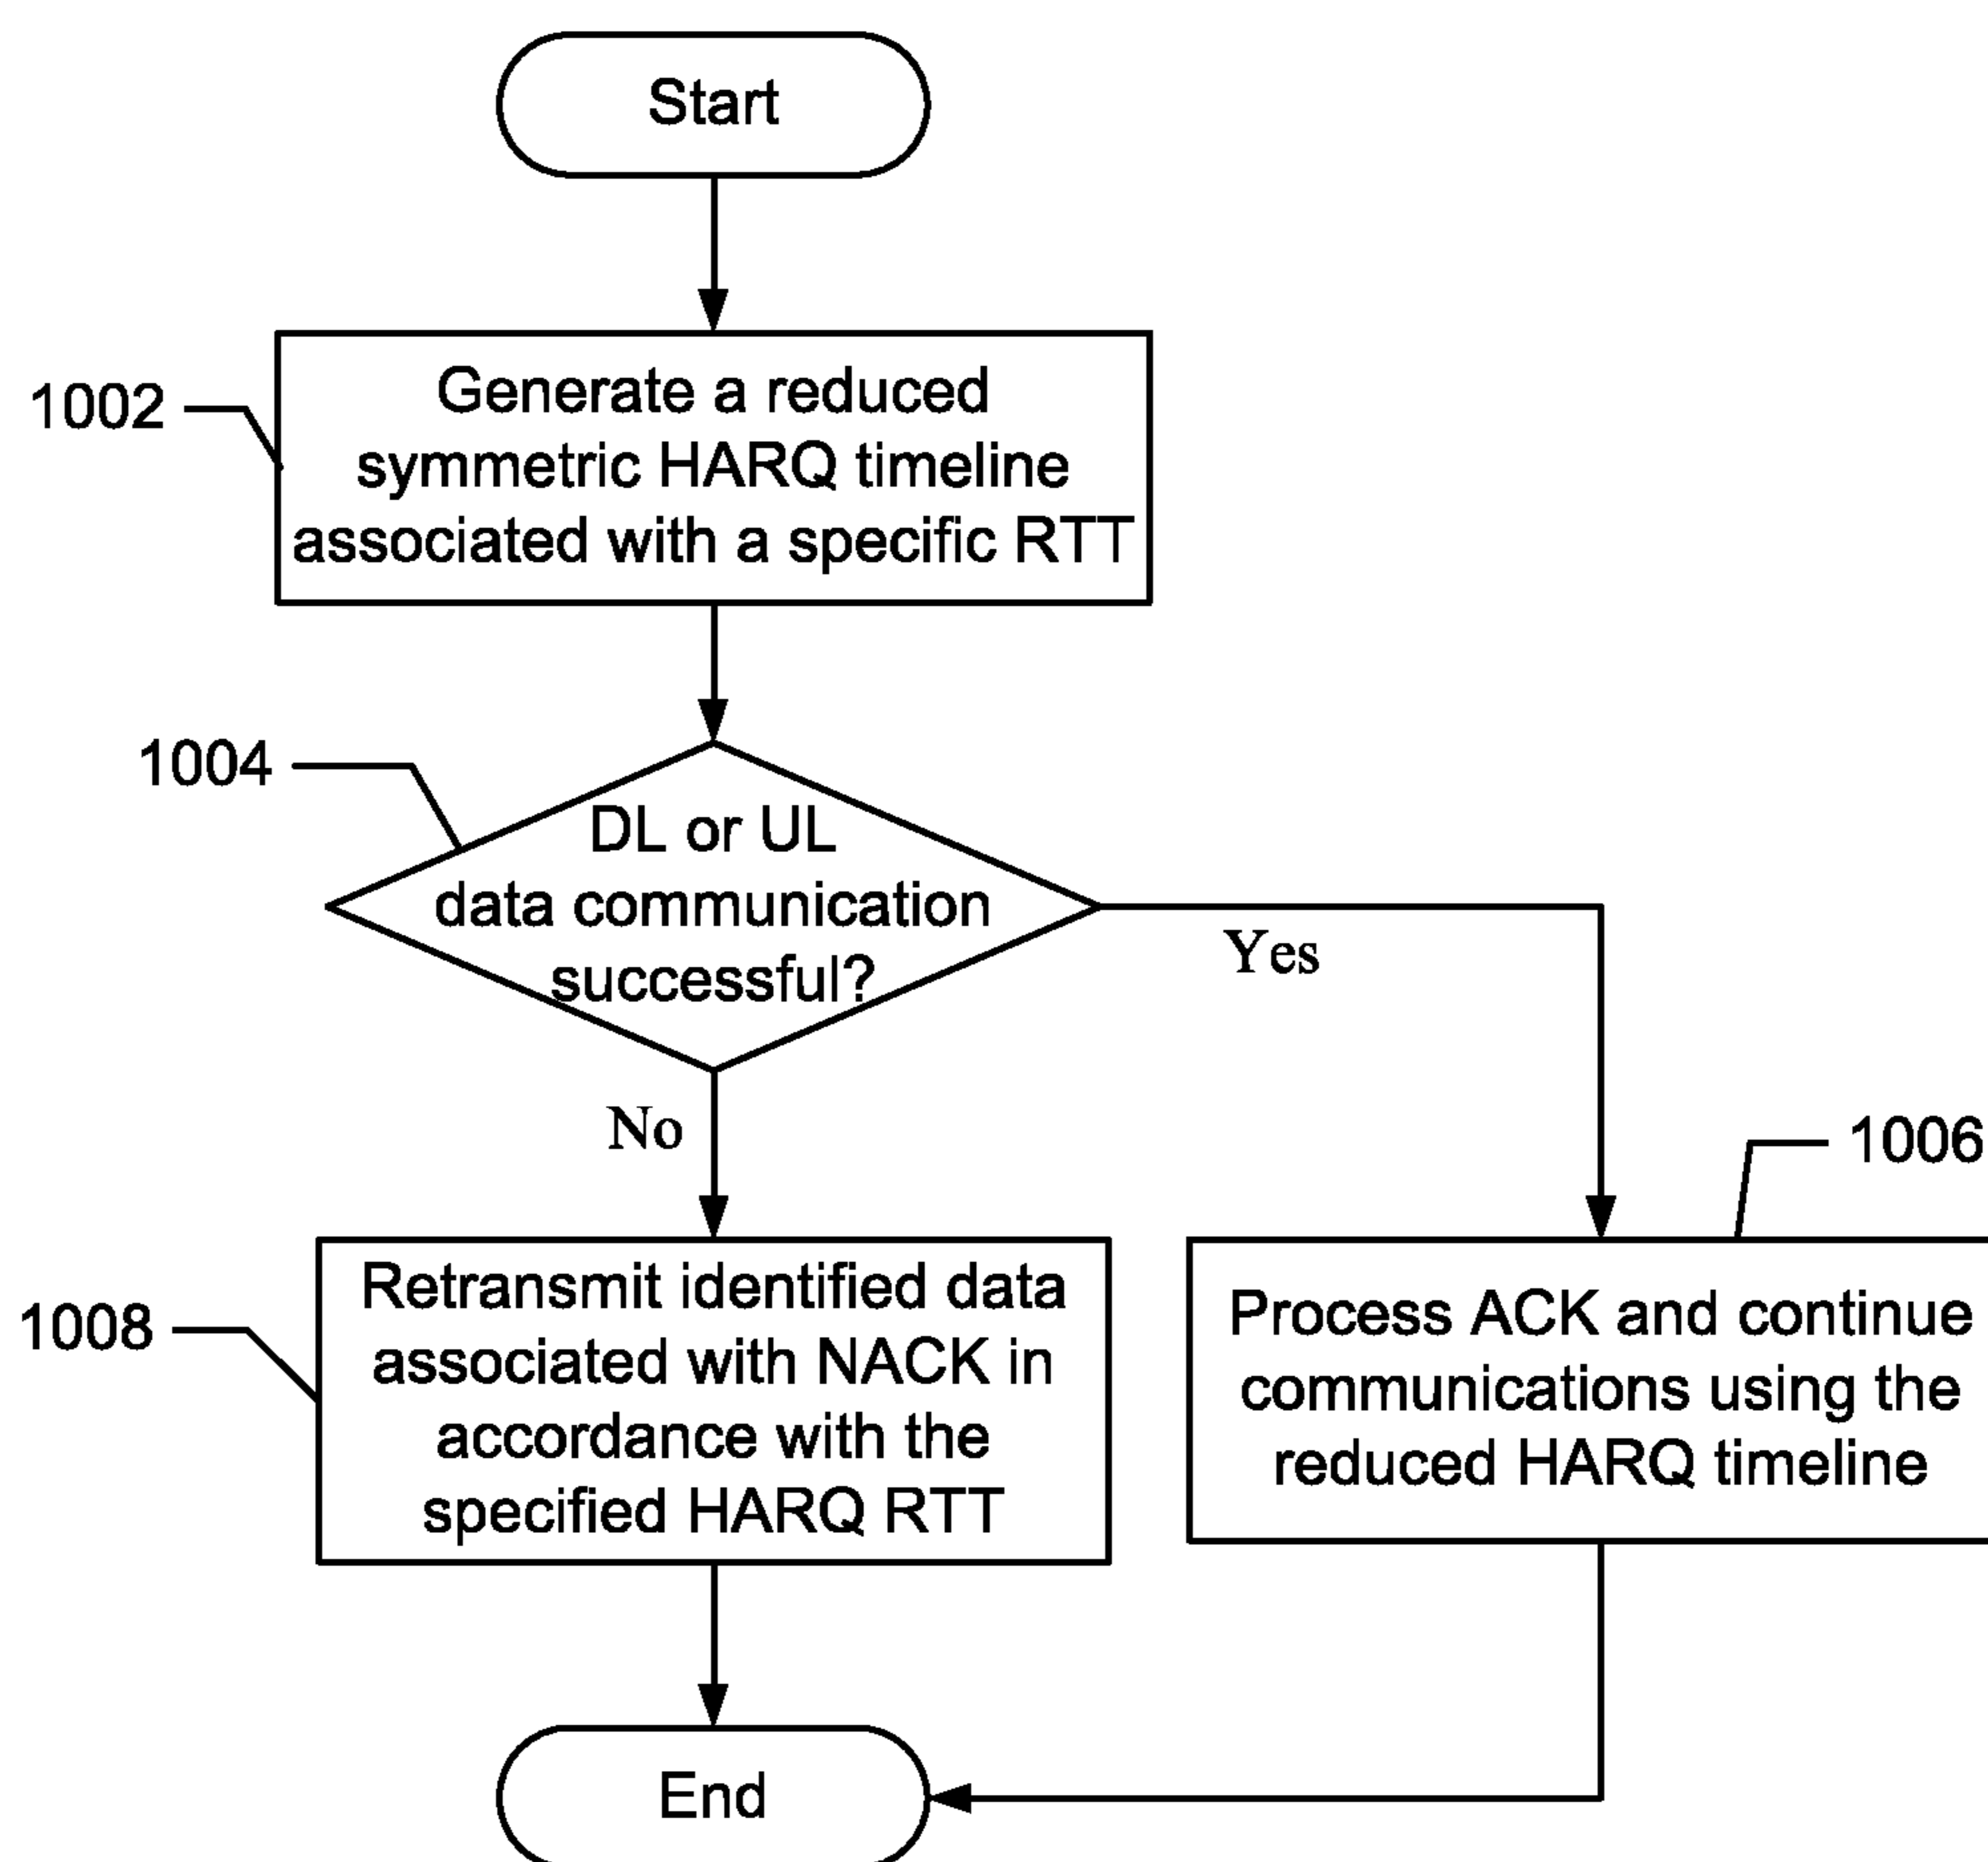 Start
1002
Generate a reduced
symmetric HARQ timeline
associated with a specific RTT
1004
DL or UL
data communication
successful?
Yes
No
1006
1008
Retransmit identified data
associated with NACK in
accordance with the
specified HARQ RTT
Process ACK and continue
communications using the
reduced HARQ timeline
End